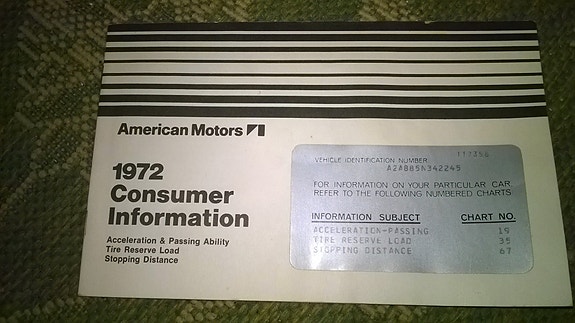 American Motors
1972
Consumer
Information
Acceleration & Passing Ability
Tire Reserve Load
Stopping Distance
VEHICLE IDENTIFICATION NUMBER
A2A885N342245
FOR INFORMATION ON YOUR PARTICULAR CAR,
REFER TO THE FOLLOWING NUMBERED CHARTS.
INFORMATION SUBJECT CHART NO.
ACCELERATION-PASSING 19
TIRE RESERVE LOAD 35
STOPPING DISTANCE 67